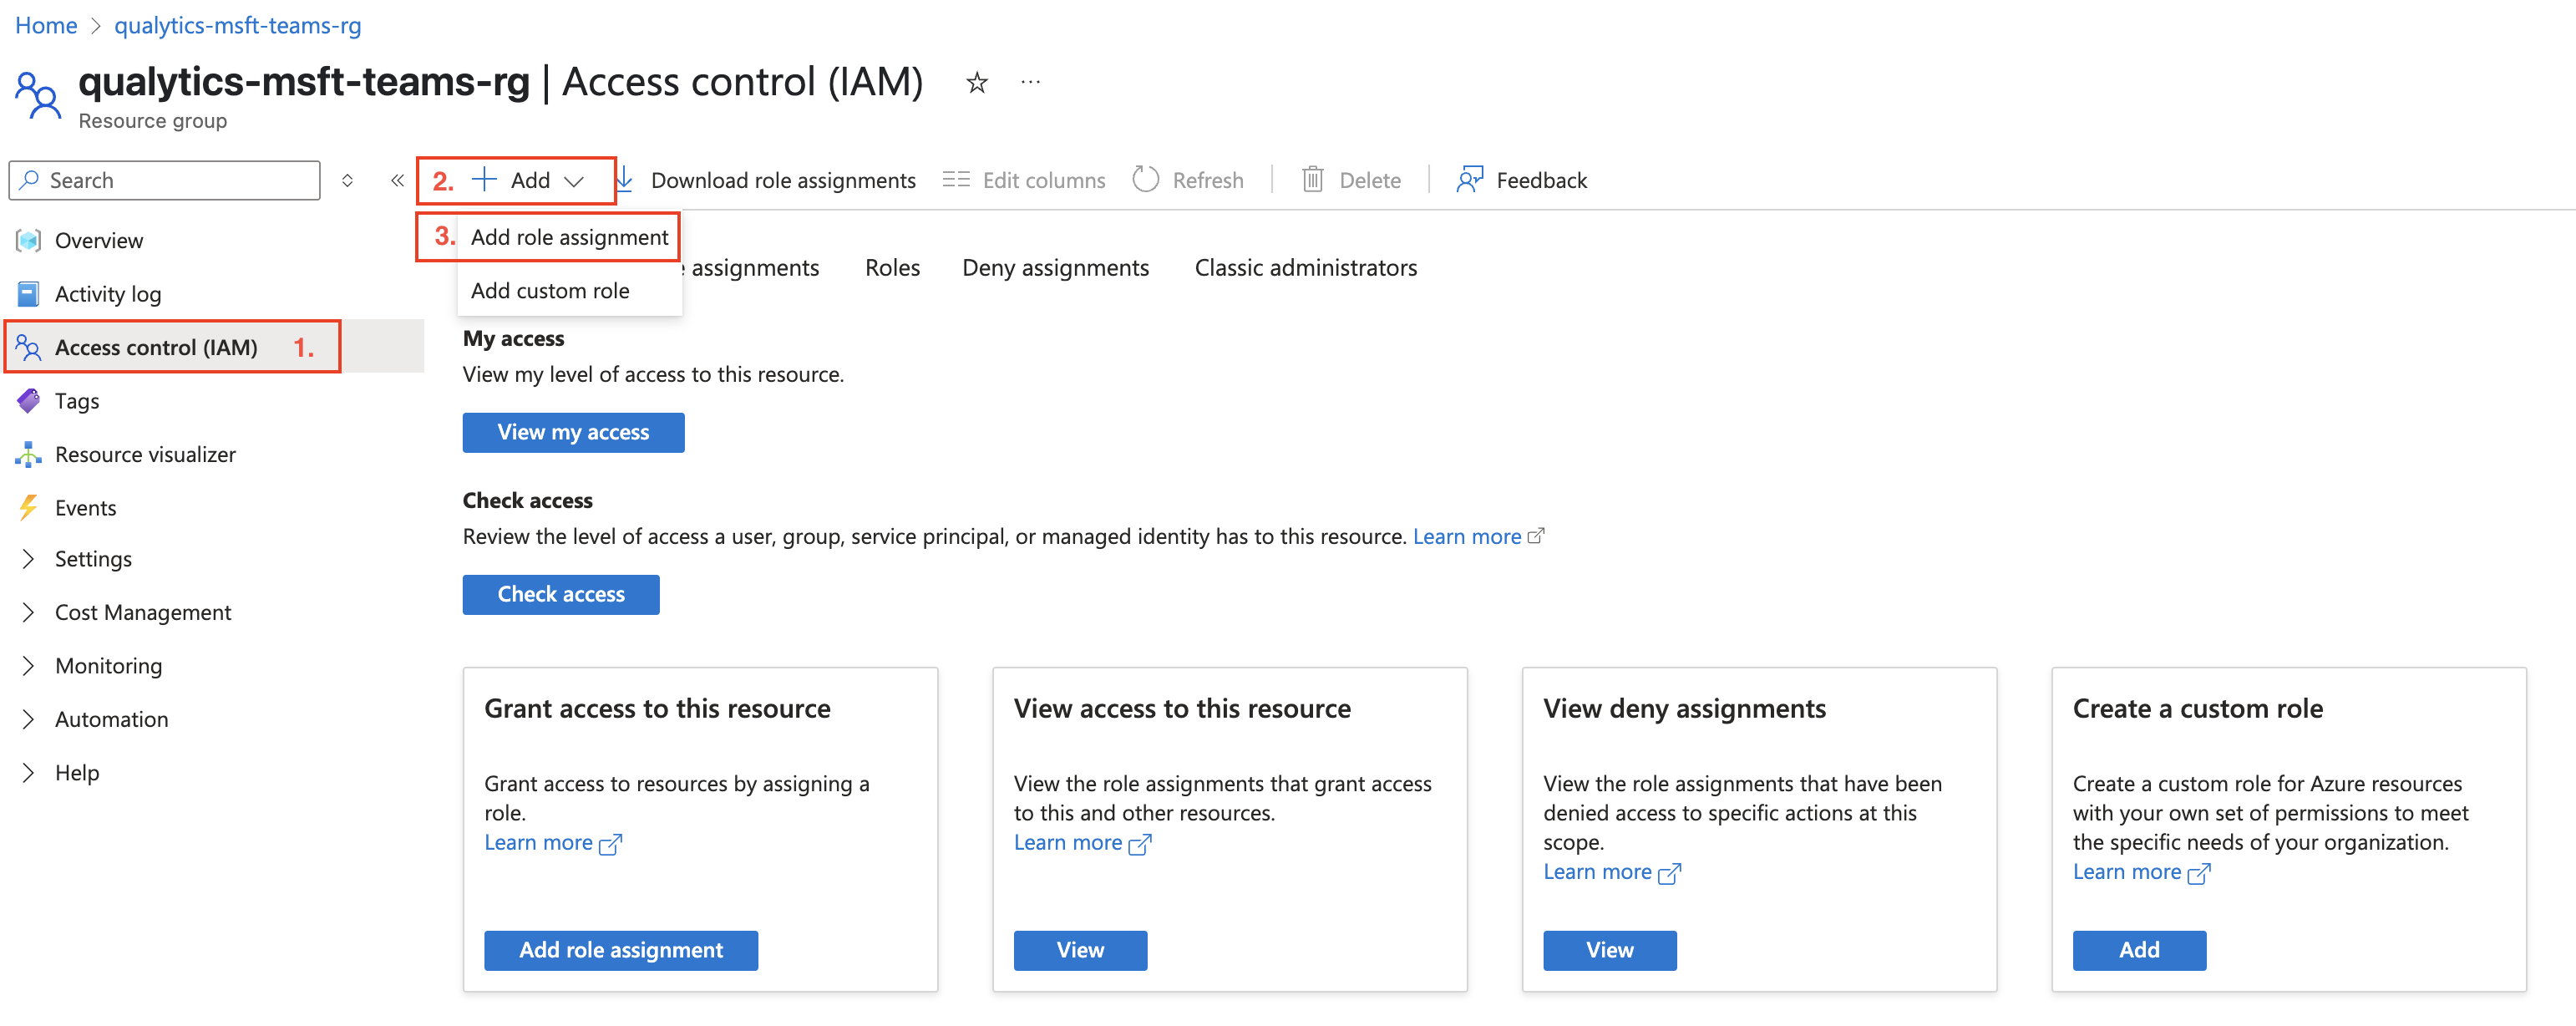 Home > qualytics-msft-teams-rg
qualytics-msft-teams-rg | Access control (IAM)
Resource group
Search
2. Add
Download role assignments
Edit columns
Refresh
Delete
Feedback
3. Add role assignment
Add custom role
assignments
Roles
Deny assignments
Classic administrators
Overview
Activity log
Access control (IAM) 1.
Tags
Resource visualizer
Events
Settings
Cost Management
Monitoring
Automation
Help
My access
View my level of access to this resource.
View my access
Check access
Review the level of access a user, group, service principal, or managed identity has to this resource. Learn more
Check access
Grant access to this resource
Grant access to resources by assigning a
role.
Learn more
Add role assignment
View access to this resource
View the role assignments that grant access
to this and other resources.
Learn more
View
View deny assignments
View the role assignments that have been
denied access to specific actions at this
scope.
Learn more
View
Create a custom role
Create a custom role for Azure resources
with your own set of permissions to meet
the specific needs of your organization.
Learn more
Add